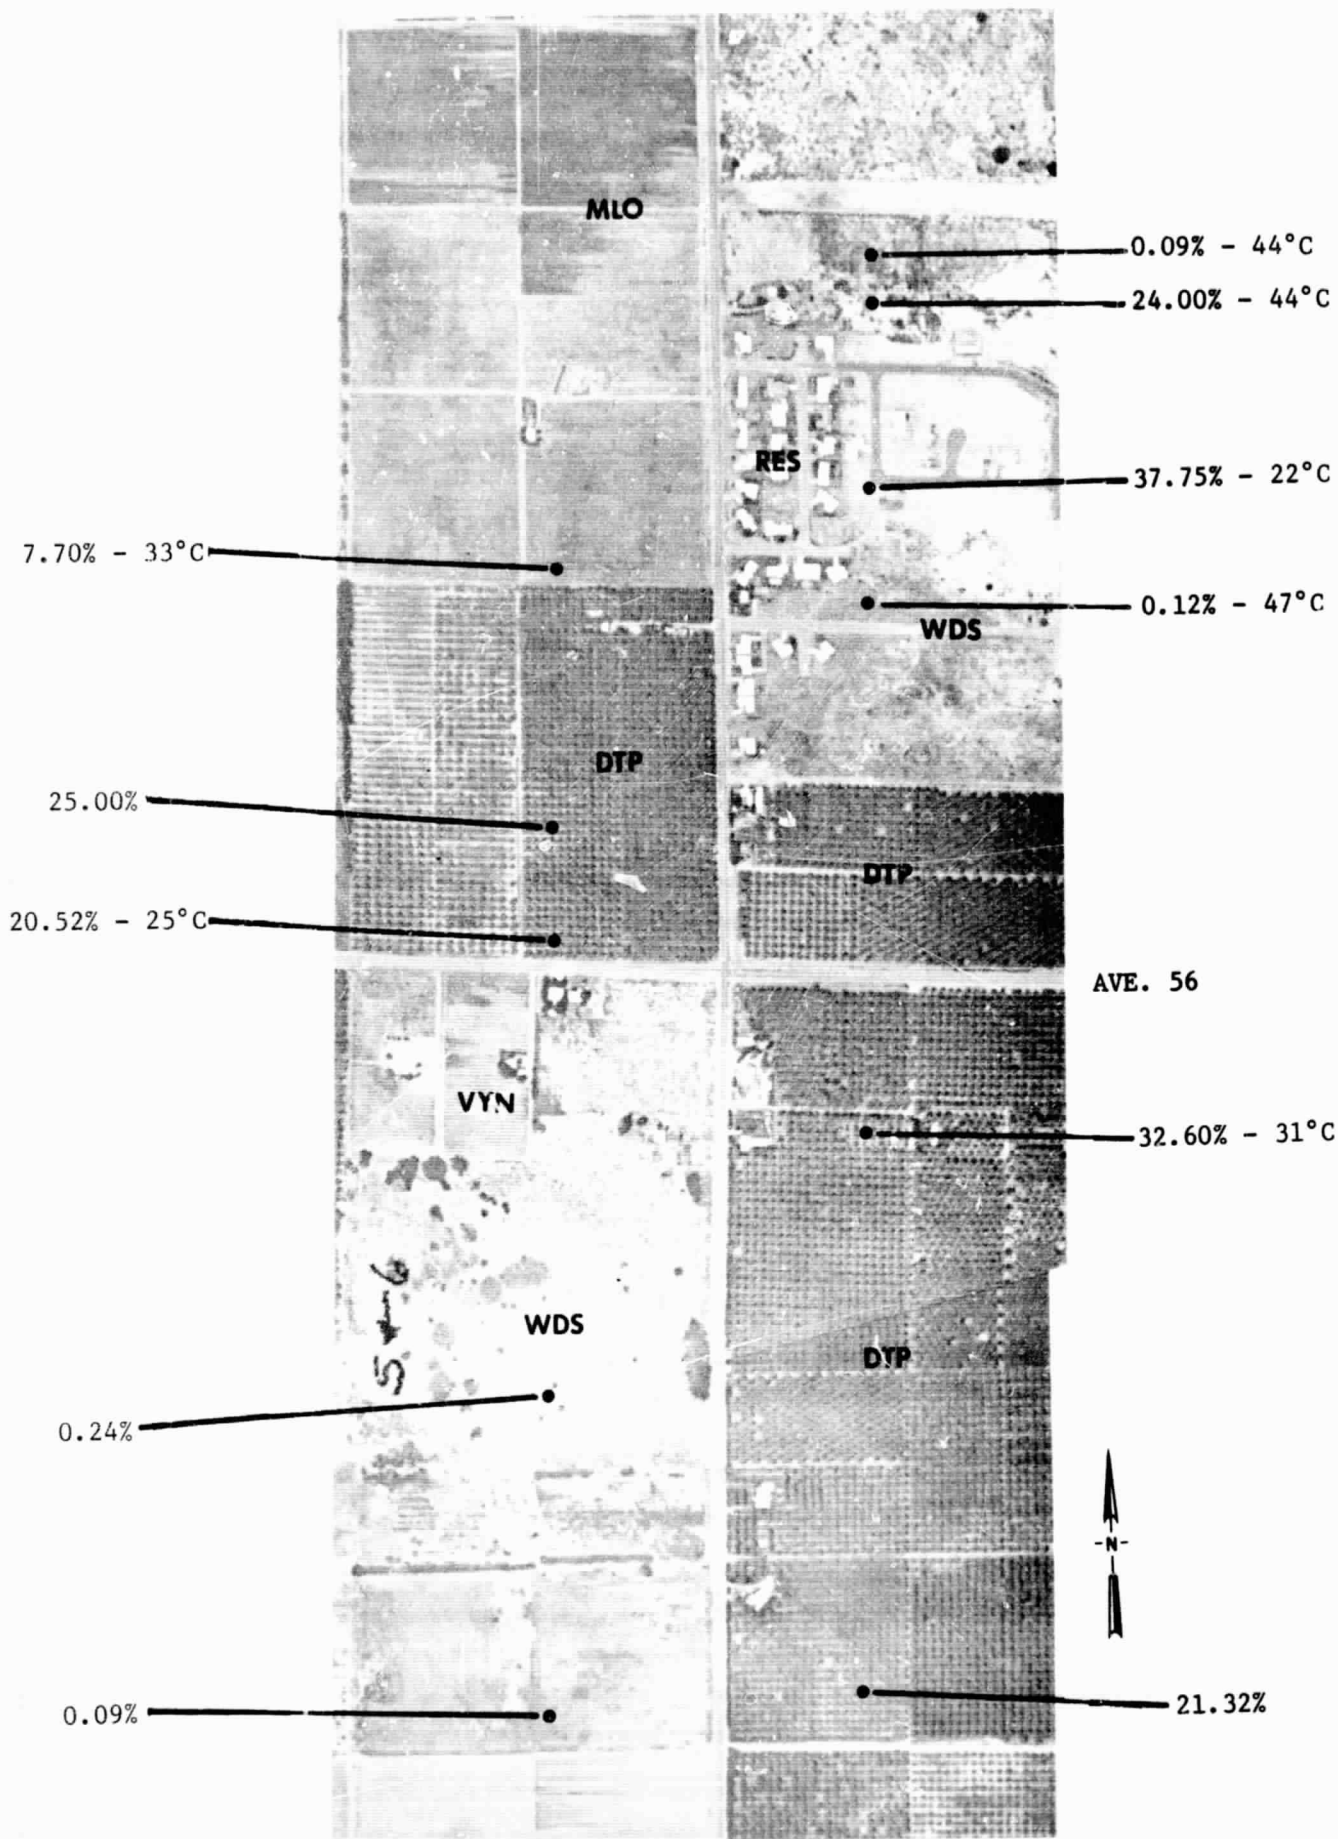 MLO
0.09% - 44°C
24.00% - 44°C
RES
37.75% - 22°C
7.70% - 33°C
0.12% - 47°C
WDS
DTP
25.00%
DTP
20.52% - 25°C
AVE. 56
VYN
32.60% - 31°C
5←6
WDS
DTP
0.24%
-N-
21.32%
0.09%